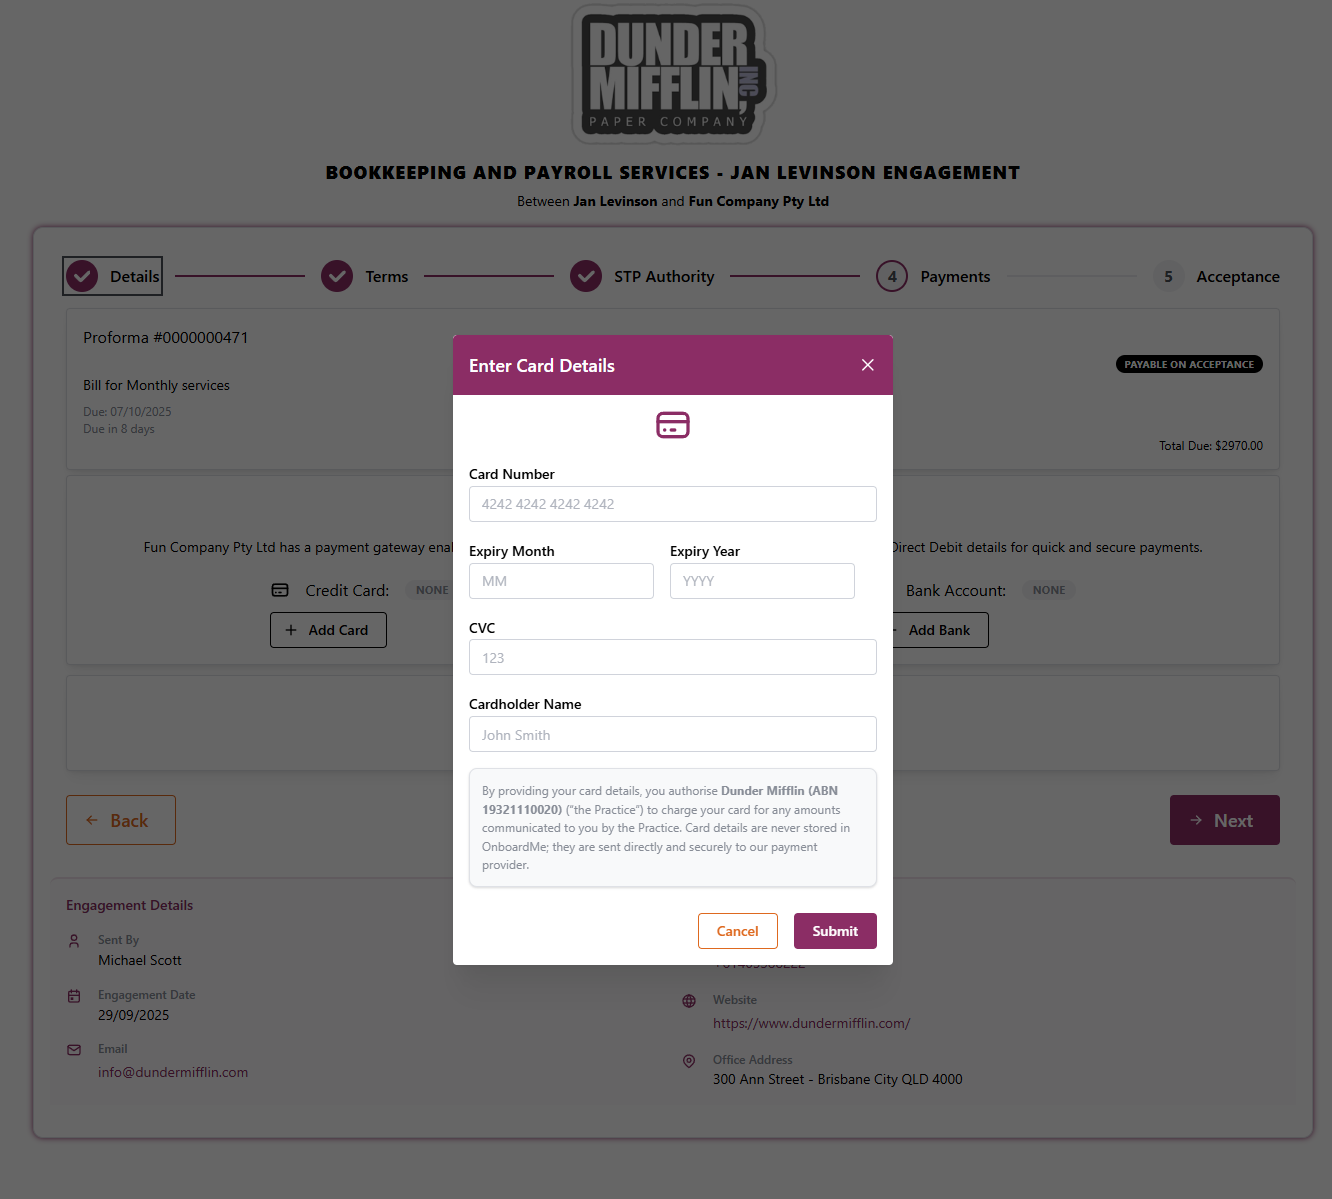 DUNDER
MIFFLIN,
INC
PAPER COMPANY
BOOKKEEPING AND PAYROLL SERVICES - JAN LEVINSON ENGAGEMENT
Between Jan Levinson and Fun Company Pty Ltd
Details
Terms
STP Authority
4 Payments
5 Acceptance
Proforma #0000000471
PAYABLE ON ACCEPTANCE
Bill for Monthly services
Due: 07/10/2025
Due in 8 days
Total Due: $2970.00
Enter Card Details
Card Number
4242 4242 4242 4242
Expiry Month
Expiry Year
MM
YYYY
CVC
123
Cardholder Name
John Smith
By providing your card details, you authorise Dunder Mifflin (ABN
19321110020) ("the Practice") to charge your card for any amounts
communicated to you by the Practice. Card details are never stored in
OnboardMe; they are sent directly and securely to our payment
provider.
Cancel
Submit
Fun Company Pty Ltd has a payment gateway
Direct Debit details for quick and secure payments.
Credit Card: NONE
Bank Account: NONE
+ Add Card
Add Bank
← Back
→ Next
Engagement Details
Sent By
Michael Scott
Engagement Date
29/09/2025
Email
info@dundermifflin.com
Website
https://www.dundermifflin.com/
Office Address
300 Ann Street - Brisbane City QLD 4000